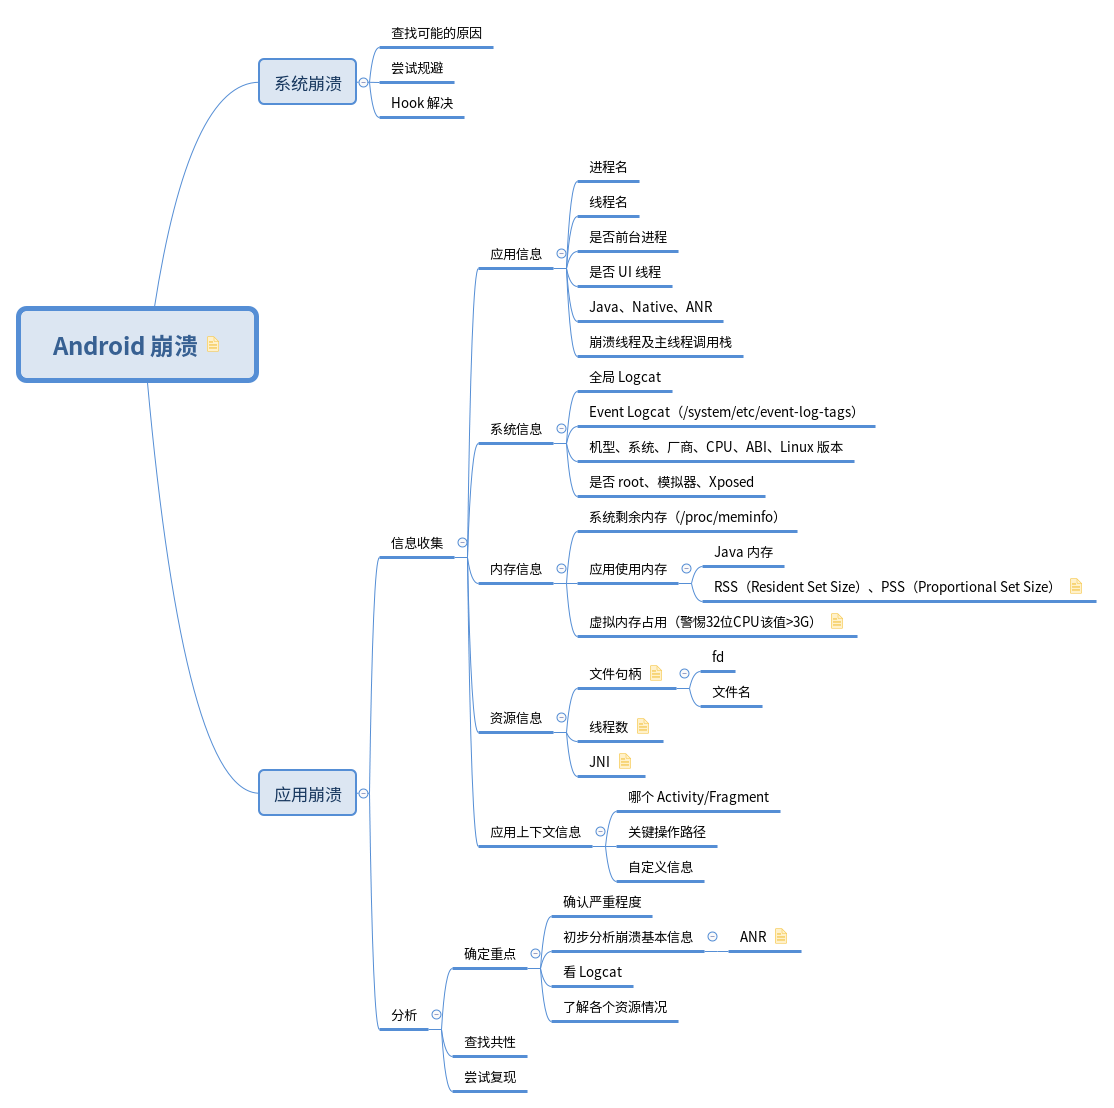 Android 崩溃
系统崩溃
查找可能的原因
尝试规避
Hook 解决
应用崩溃
信息收集
应用信息
进程名
线程名
是否前台进程
是否 UI 线程
Java、Native、ANR
崩溃线程及主线程调用栈
系统信息
全局 Logcat
Event Logcat（/system/etc/event-log-tags）
机型、系统、厂商、CPU、ABI、Linux 版本
是否 root、模拟器、Xposed
内存信息
系统剩余内存（/proc/meminfo）
应用使用内存
Java 内存
RSS（Resident Set Size）、PSS（Proportional Set Size）
虚拟内存占用（警惕32位CPU该值>3G）
资源信息
文件句柄
fd
文件名
线程数
JNI
应用上下文信息
哪个 Activity/Fragment
关键操作路径
自定义信息
分析
确定重点
确认严重程度
初步分析崩溃基本信息
ANR
看 Logcat
了解各个资源情况
查找共性
尝试复现